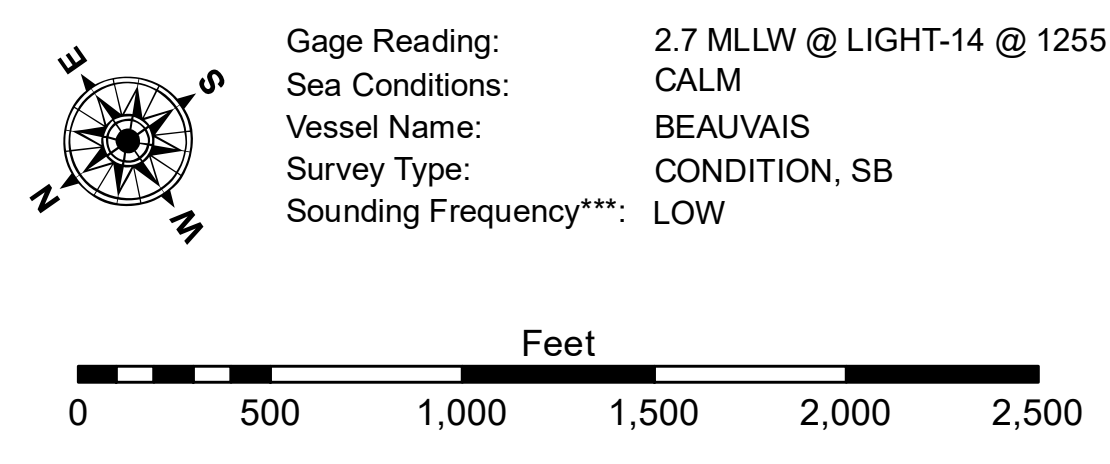 E
S
N
W
Gage Reading: 2.7 MLLW @ LIGHT-14 @ 1255
Sea Conditions: CALM
Vessel Name: BEAUVAIS
Survey Type: CONDITION, SB
Sounding Frequency***: LOW
Feet
0 500 1,000 1,500 2,000 2,500